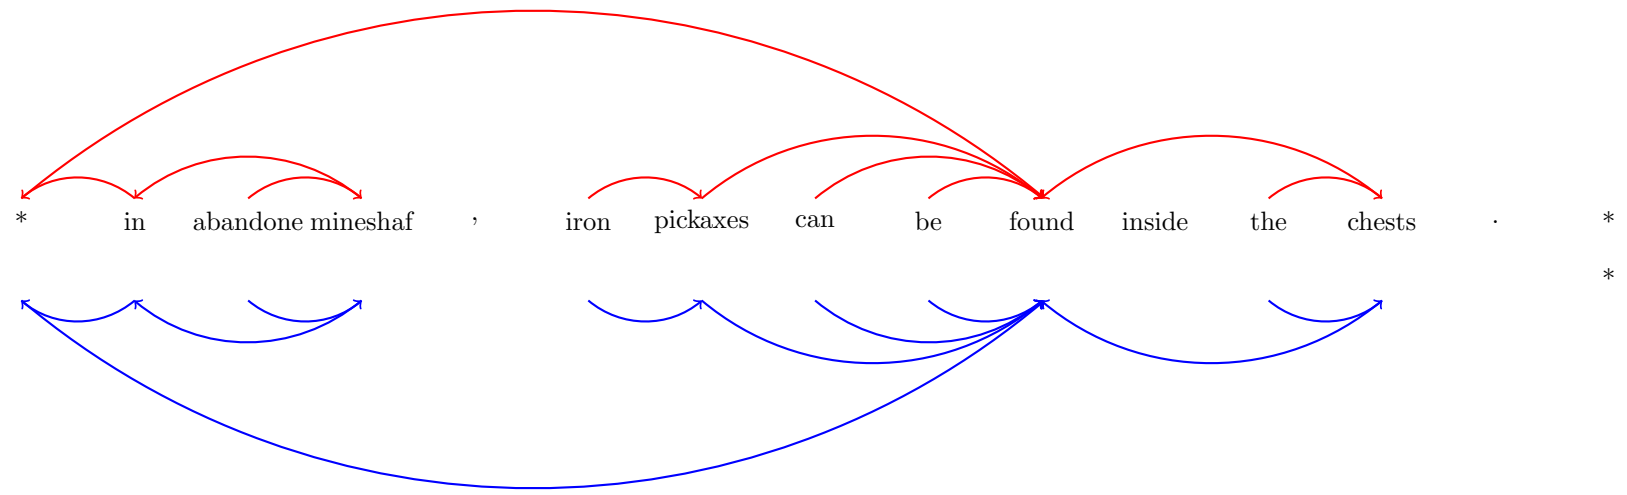 * in abandone mineshaf , iron pickaxes can be found inside the chests . *
*